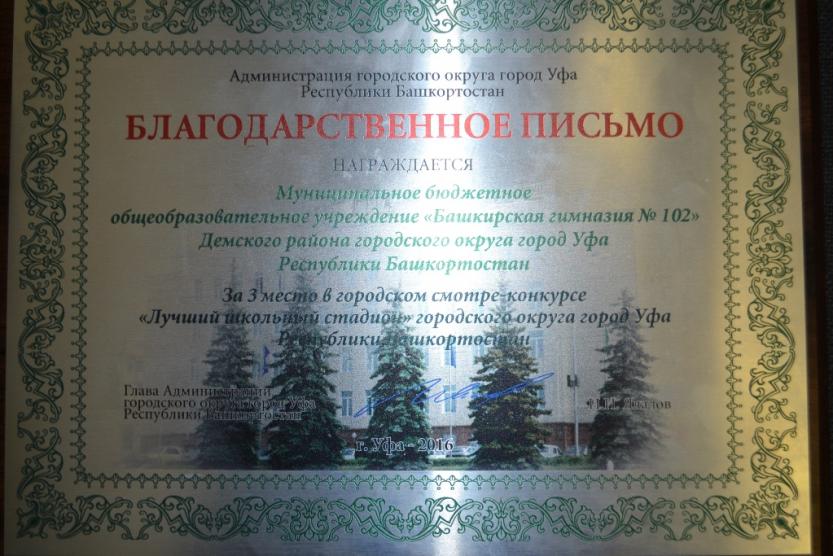 Администрация городского округа город Уфа
Республики Башкортостан
БЛАГОДАРСТВЕННОЕ ПИСЬМО
НАГРАЖДАЕТСЯ
Муниципальное бюджетное
общеобразовательное учреждение «Башкирская гимназия № 102»
Демского района городского округа город Уфа
Республики Башкортостан
За 3 место в городском смотре-конкурсе
«Лучший школьный стадион» городского округа город Уфа
Республики Башкортостан
Глава Администраций
городского округа город Уфа
Республики Башкортостан
г. Уфа - 2016